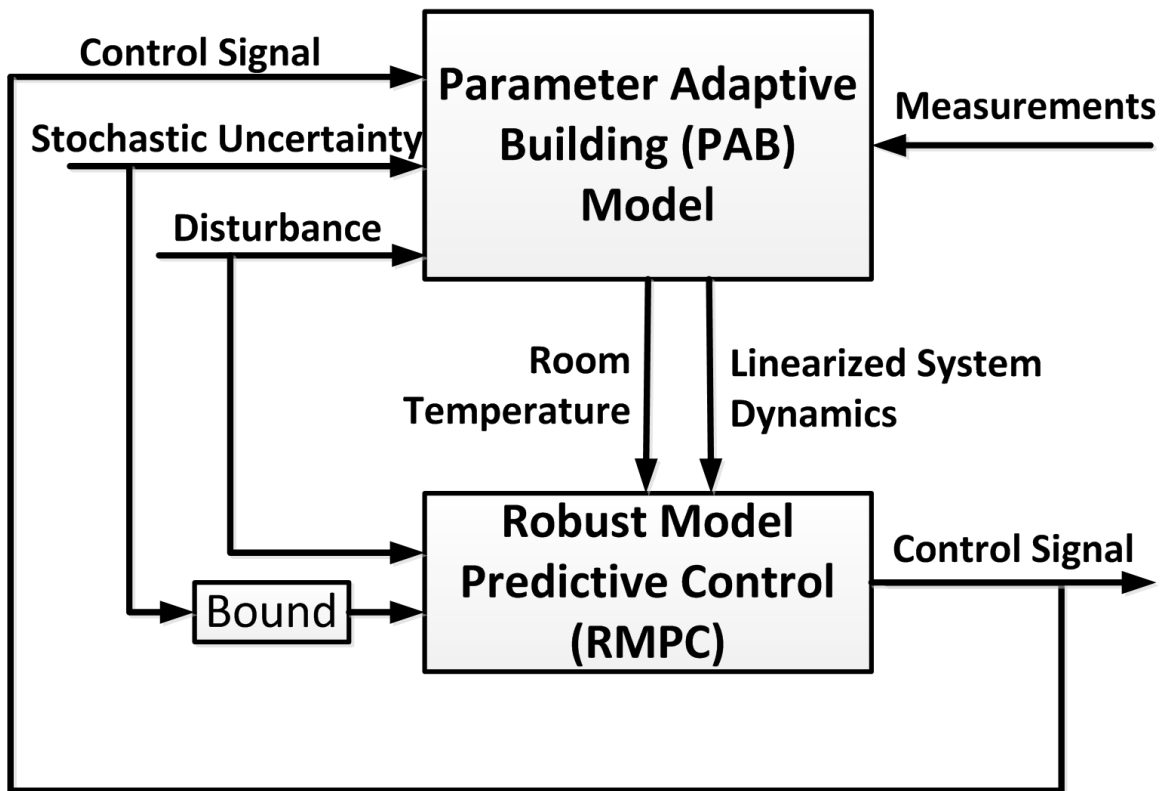 Control Signal
Parameter Adaptive
Building (PAB)
Model
Measurements
Stochastic Uncertainty
Disturbance
Room
Temperature
Linearized System
Dynamics
Robust Model
Predictive Control
(RMPC)
Control Signal
Bound